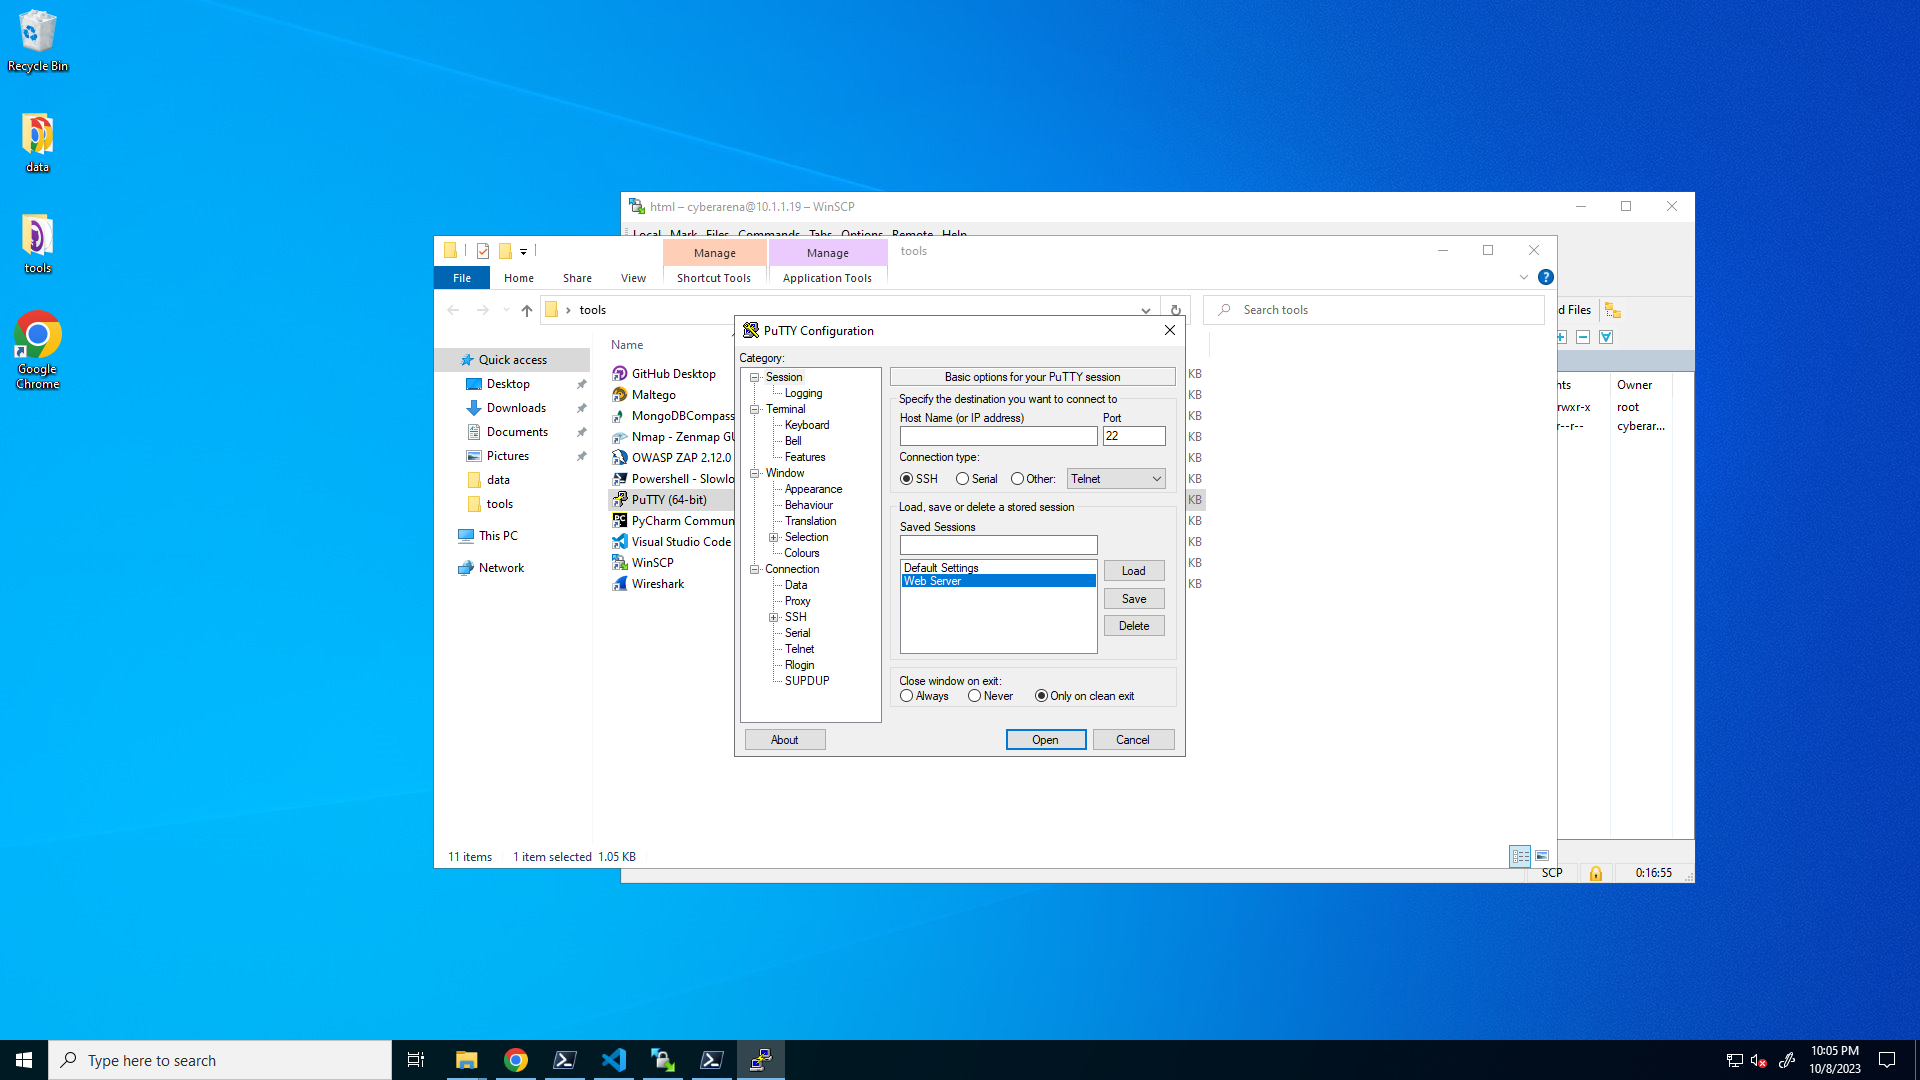 Recycle Bin
data
tools
Google
Chrome
html – cyberarena@10.1.1.19 – WinSCP
Local Mark Files Commands Tabs Options Remote Help
Manage
Manage
tools
File
Home
Share
View
Shortcut Tools
Application Tools
tools
Search tools
Files
Quick access
Desktop
Downloads
Documents
Pictures
data
tools
This PC
Network
Name
GitHub Desktop
KB
Maltego
KB
MongoDBCompass
KB
Nmap - Zenmap
KB
OWASP ZAP 2.12.0
KB
Powershell -
KB
PuTTY (64-bit)
KB
PyCharm
KB
Visual Studio Code
KB
WinSCP
KB
Wireshark
KB
Owner
rwxr-x
root
r--r--
cyberar...
PuTTY Configuration
Category:
Session
Logging
Terminal
Keyboard
Bell
Features
Window
Appearance
Behaviour
Translation
Selection
Colours
Connection
Data
Proxy
SSH
Serial
Telnet
Rlogin
SUPDUP
Basic options for your PuTTY session
Specify the destination you want to connect to
Host Name (or IP address)
Port
22
Connection type:
SSH
Serial
Other:
Telnet
Load, save or delete a stored session
Saved Sessions
Default Settings
Web Server
Load
Save
Delete
Close window on exit:
Always
Never
Only on clean exit
About
Open
Cancel
11 items
1 item selected 1.05 KB
SCP
0:16:55
Type here to search
10:05 PM
10/8/2023